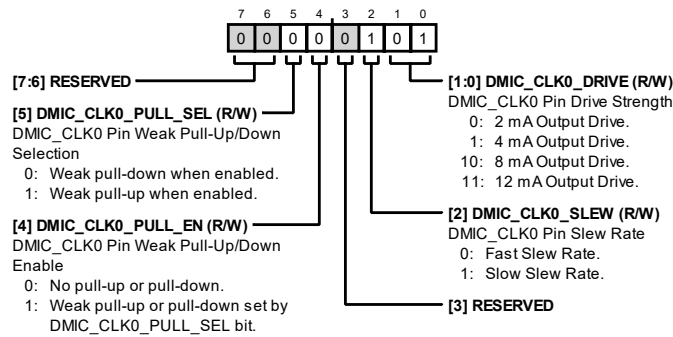 7 6 5 4 3 2 1 0
0 0 0 0 0 1 0 1
[7:6] RESERVED
[5] DMIC_CLK0_PULL_SEL (R/W)
DMIC_CLK0 Pin Weak Pull-Up/Down
Selection
0: Weak pull-down when enabled.
1: Weak pull-up when enabled.
[4] DMIC_CLK0_PULL_EN (R/W)
DMIC_CLK0 Pin Weak Pull-Up/Down
Enable
0: No pull-up or pull-down.
1: Weak pull-up or pull-down set by
DMIC_CLK0_PULL_SEL bit.
[1:0] DMIC_CLK0_DRIVE (R/W)
DMIC_CLK0 Pin Drive Strength
0: 2 mA Output Drive.
1: 4 mA Output Drive.
10: 8 mA Output Drive.
11: 12 mA Output Drive.
[2] DMIC_CLK0_SLEW (R/W)
DMIC_CLK0 Pin Slew Rate
0: Fast Slew Rate.
1: Slow Slew Rate.
[3] RESERVED